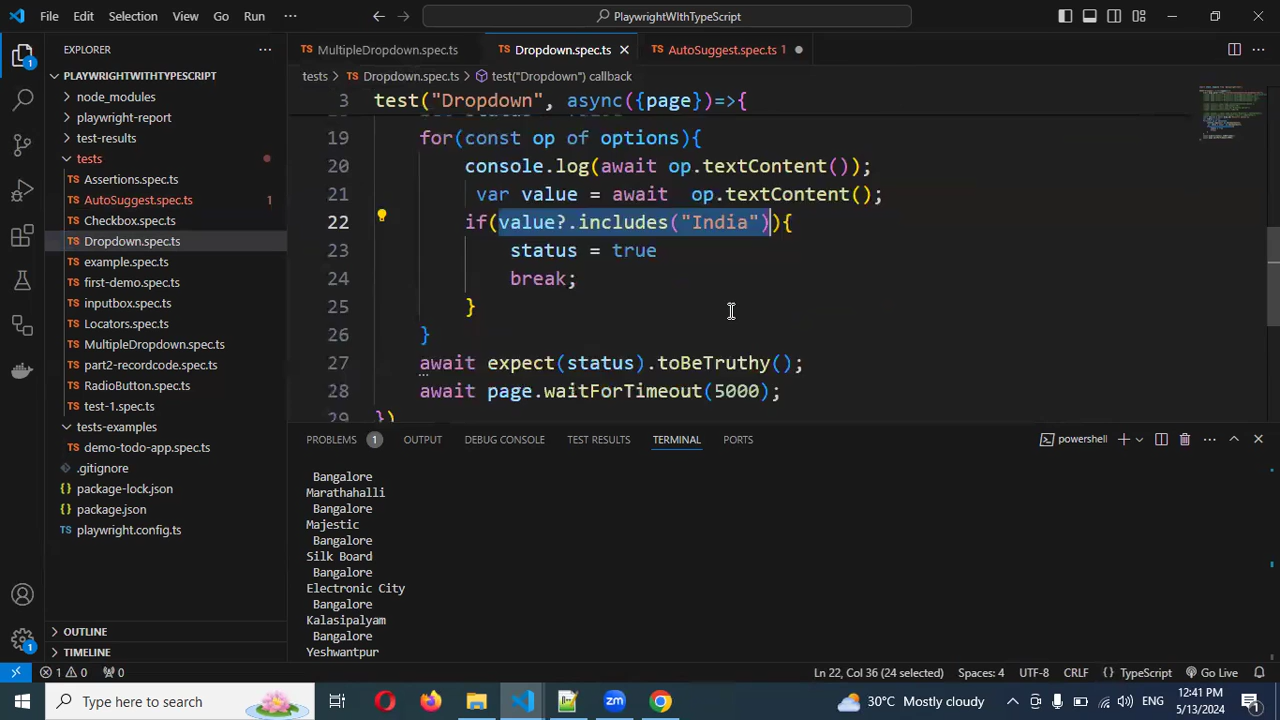 File Edit Selection View Go Run ··· PlaywrightWIthTypeScript
EXPLORER
PLAYWRIGHTWITHTYPESCRIPT
node_modules
playwright-report
test-results
tests
Assertions.spec.ts
AutoSuggest.spec.ts 1
Checkbox.spec.ts
Dropdown.spec.ts
example.spec.ts
first-demo.spec.ts
inputbox.spec.ts
Locators.spec.ts
MultipleDropdown.spec.ts
part2-recordcode.spec.ts
RadioButton.spec.ts
test-1.spec.ts
tests-examples
demo-todo-app.spec.ts
.gitignore
package-lock.json
package.json
playwright.config.ts
OUTLINE
TIMELINE
TS MultipleDropdown.spec.ts TS Dropdown.spec.ts TS AutoSuggest.spec.ts 1
tests > TS Dropdown.spec.ts > test("Dropdown") callback
3 test("Dropdown", async({page})=>{
19 for(const op of options){
20 console.log(await op.textContent());
21 var value = await op.textContent();
22 if(value?.includes("India")){
23 status = true
24 break;
25 }
26 }
27 await expect(status).toBeTruthy();
28 await page.waitForTimeout(5000);
29 })
PROBLEMS 1 OUTPUT DEBUG CONSOLE TEST RESULTS TERMINAL PORTS powershell
Bangalore
Marathahalli
Bangalore
Majestic
Bangalore
Silk Board
Bangalore
Electronic City
Bangalore
Kalasipalyam
Bangalore
Yeshwantpur
1 0 0 Ln 22, Col 36 (24 selected) Spaces: 4 UTF-8 CRLF TypeScript Go Live
Type here to search 30°C Mostly cloudy ENG 12:41 PM
5/13/2024